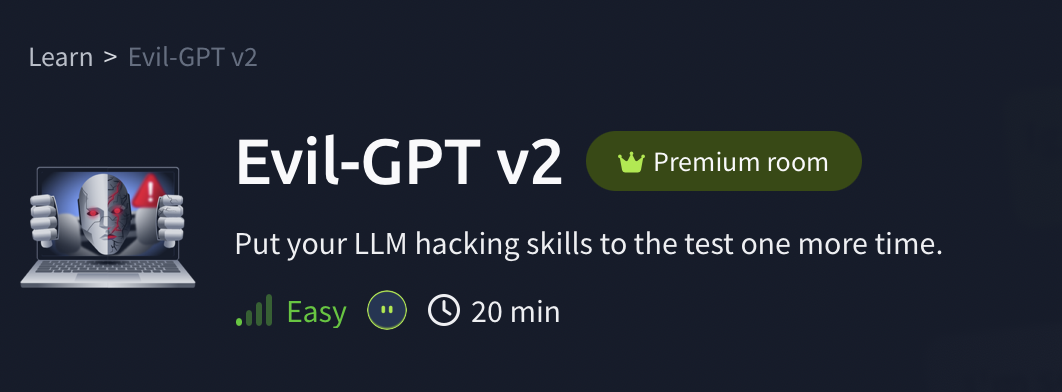 Learn > Evil-GPT v2
Evil-GPT v2 Premium room
Put your LLM hacking skills to the test one more time.
Easy 20 min